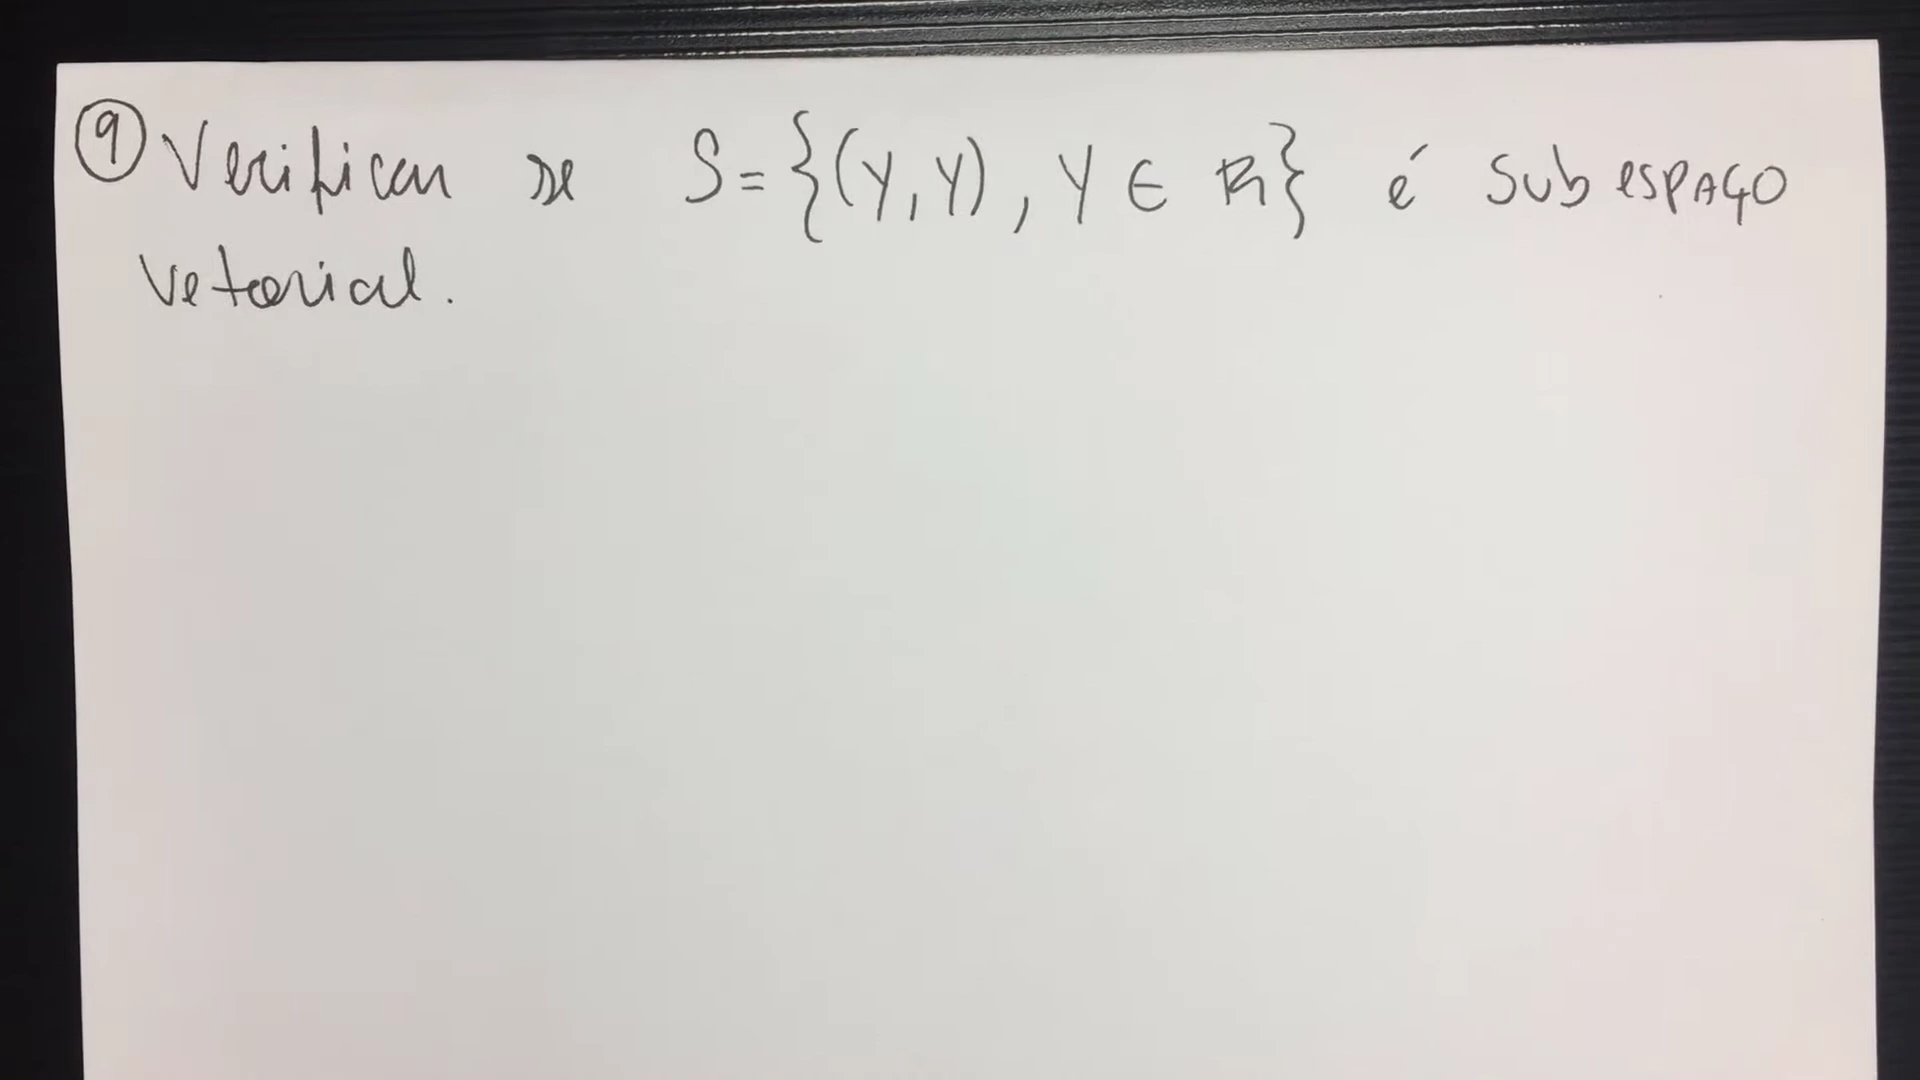 9 Verificar se S={(Y,Y), Y ∈ ℝ} é subespaço
vetorial.